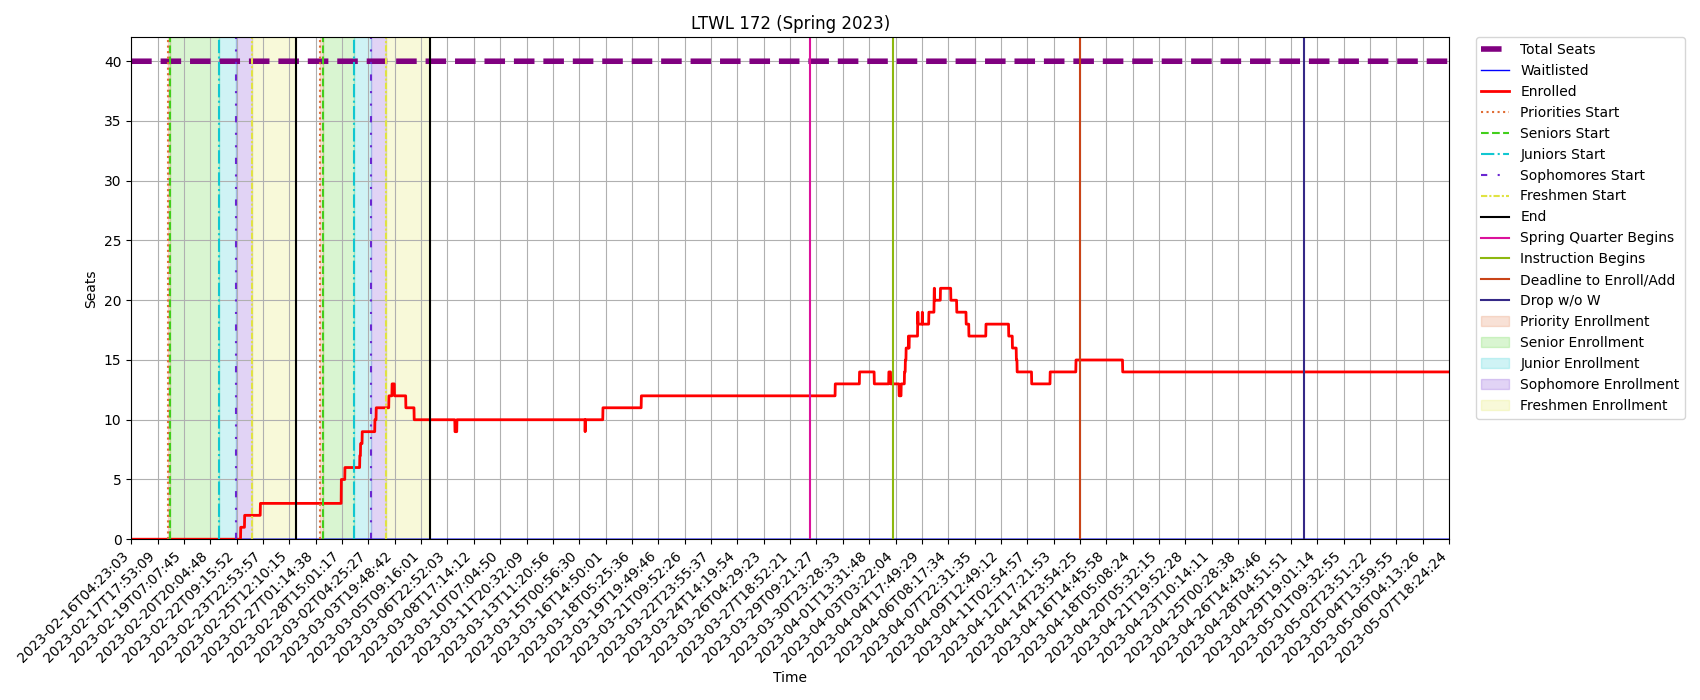 LTWL 172 (Spring 2023)
Seats
40
35
30
25
20
15
10
5
0
2023-02-16T04:23:03
2023-02-17T17:53:09
2023-02-19T07:07:45
2023-02-20T20:04:48
2023-02-22T09:15:52
2023-02-23T22:53:57
2023-02-25T12:10:15
2023-02-27T01:14:38
2023-02-28T15:01:17
2023-03-02T04:25:27
2023-03-03T19:48:42
2023-03-05T09:16:01
2023-03-06T22:52:03
2023-03-08T17:14:12
2023-03-10T07:04:50
2023-03-11T20:32:09
2023-03-13T11:20:56
2023-03-15T00:56:30
2023-03-16T14:50:01
2023-03-18T05:25:36
2023-03-19T19:49:46
2023-03-21T09:52:26
2023-03-22T23:55:37
2023-03-24T14:19:54
2023-03-26T04:29:23
2023-03-27T18:52:21
2023-03-29T09:21:27
2023-03-30T23:28:33
2023-04-01T13:31:48
2023-04-03T03:22:04
2023-04-04T17:49:29
2023-04-06T08:17:34
2023-04-07T22:31:35
2023-04-09T12:49:12
2023-04-11T02:54:57
2023-04-12T17:21:53
2023-04-14T23:54:25
2023-04-16T14:45:58
2023-04-18T05:08:24
2023-04-20T05:32:15
2023-04-21T19:52:28
2023-04-23T10:14:11
2023-04-25T00:28:38
2023-04-26T14:43:46
2023-04-28T04:51:51
2023-04-29T19:01:14
2023-05-01T09:32:55
2023-05-02T23:51:22
2023-05-04T13:59:55
2023-05-06T04:13:26
2023-05-07T18:24:24
Time
Total Seats
Waitlisted
Enrolled
Priorities Start
Seniors Start
Juniors Start
Sophomores Start
Freshmen Start
End
Spring Quarter Begins
Instruction Begins
Deadline to Enroll/Add
Drop w/o W
Priority Enrollment
Senior Enrollment
Junior Enrollment
Sophomore Enrollment
Freshmen Enrollment